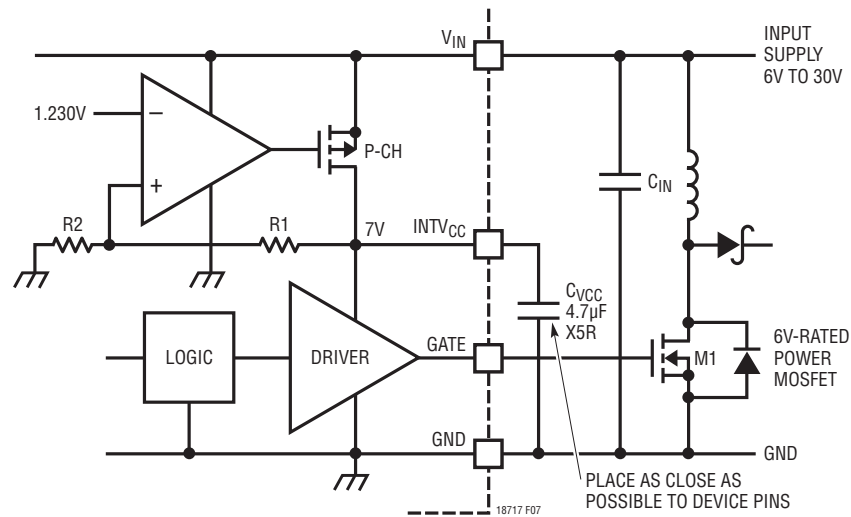 V_IN
INPUT
SUPPLY
6V TO 30V
1.230V
−
+
P-CH
C_IN
R2
R1
7V
INTV_CC
C_VCC
4.7µF
X5R
LOGIC
DRIVER
GATE
M1
6V-RATED
POWER
MOSFET
GND
GND
PLACE AS CLOSE AS
POSSIBLE TO DEVICE PINS
18717 F07